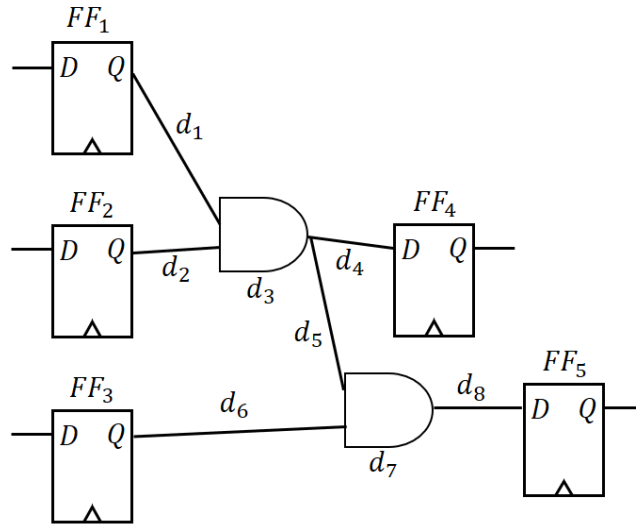 FF₁
D Q
d₁
FF₂
D Q
d₂
d₃
FF₄
D Q
d₄
d₅
FF₃
D Q
d₆
d₇
d₈
FF₅
D Q